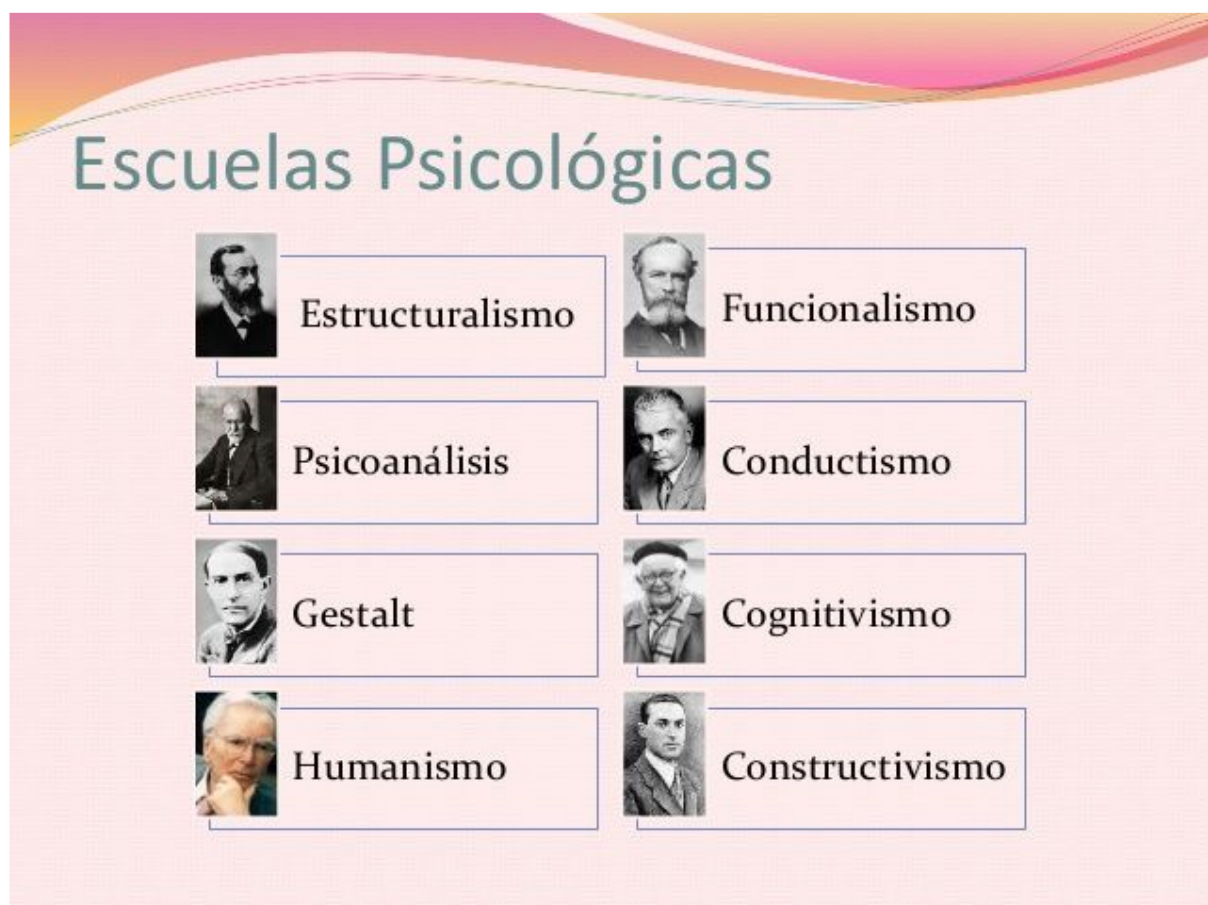 Escuelas Psicológicas
Estructuralismo
Funcionalismo
Psicoanálisis
Conductismo
Gestalt
Cognitivismo
Humanismo
Constructivismo